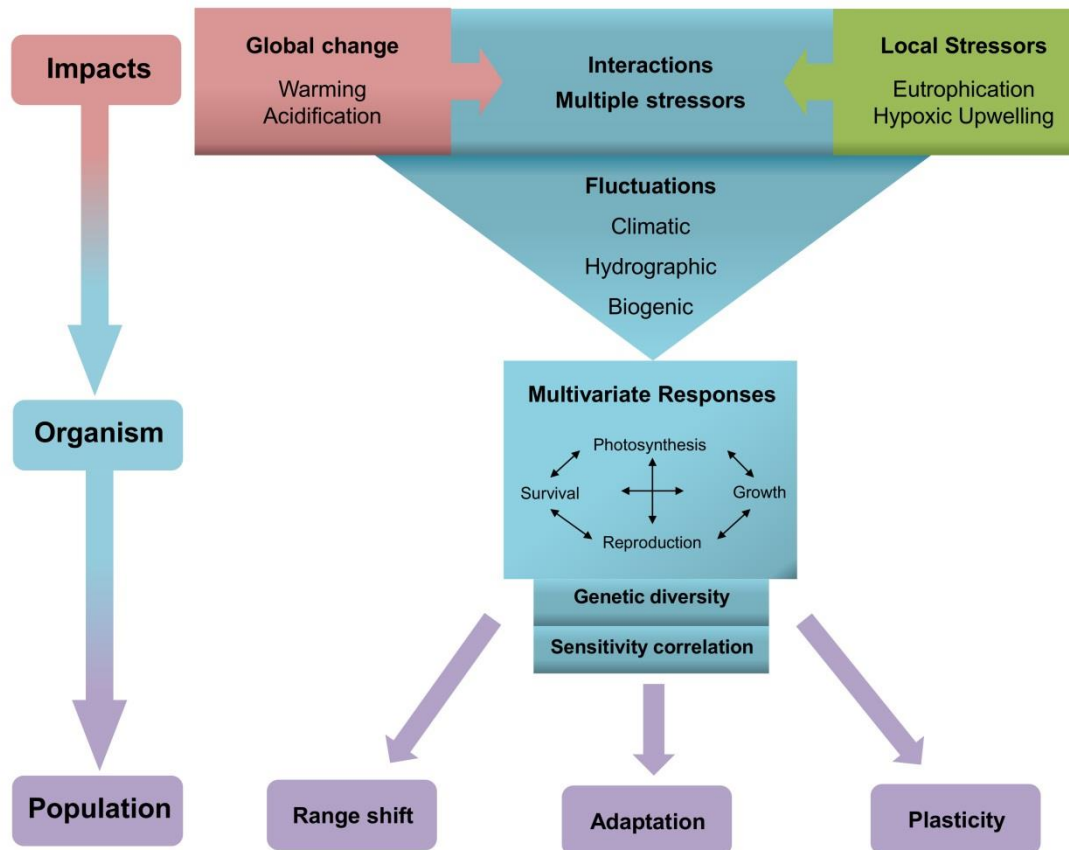 Impacts
Global change
Warming
Acidification
Interactions
Multiple stressors
Local Stressors
Eutrophication
Hypoxic Upwelling
Fluctuations
Climatic
Hydrographic
Biogenic
Organism
Multivariate Responses
Photosynthesis
Survival
Growth
Reproduction
Genetic diversity
Sensitivity correlation
Population
Range shift
Adaptation
Plasticity